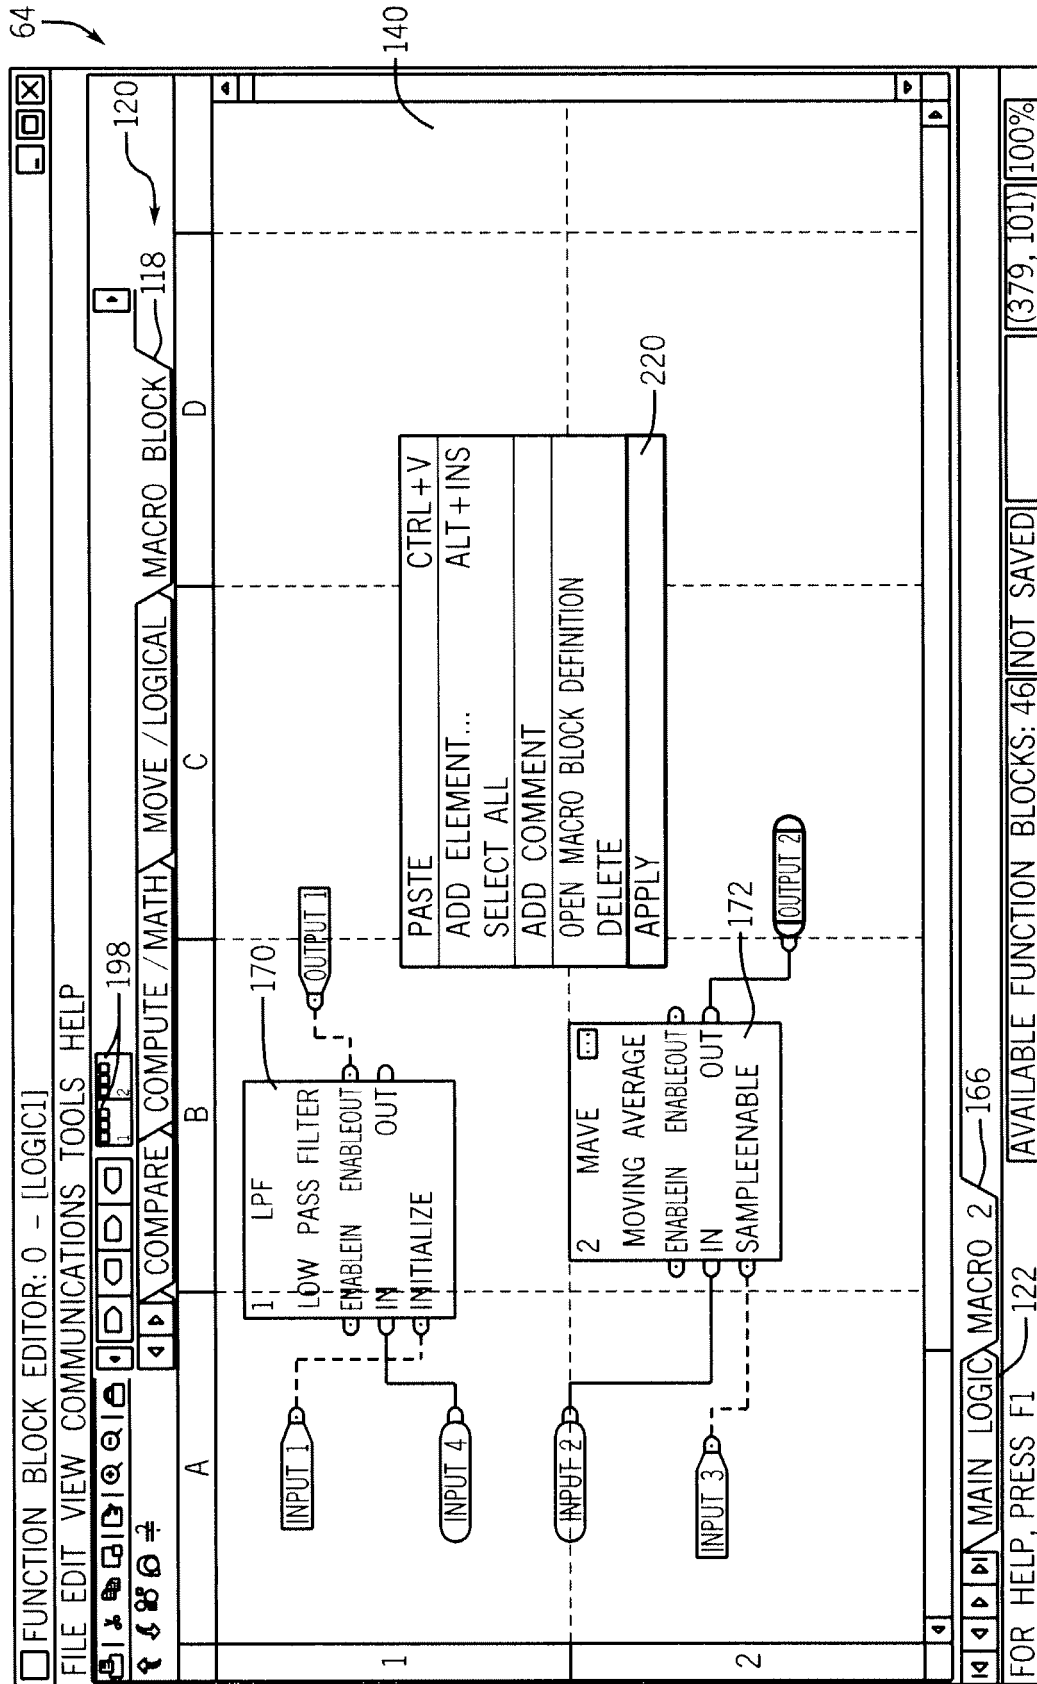 64
FUNCTION BLOCK EDITOR: 0 - [LOGIC1]
FILE EDIT VIEW COMMUNICATIONS TOOLS HELP
198
120
1 2
COMPARE COMPUTE/MATH MOVE/LOGICAL MACRO BLOCK
118
A B C D
140
1
INPUT 1
INPUT 4
1 LPF
LOW PASS FILTER
ENABLEIN ENABLEOUT
IN OUT
INITIALIZE
170
OUTPUT 1
PASTE CTRL+V
ADD ELEMENT... ALT+INS
SELECT ALL
ADD COMMENT
OPEN MACRO BLOCK DEFINITION
DELETE
APPLY
220
2
INPUT 2
INPUT 3
2 MAVE ...
MOVING AVERAGE
ENABLEIN ENABLEOUT
IN OUT
SAMPLEENABLE
172
OUTPUT 2
MAIN LOGIC MACRO 2
166
122
FOR HELP, PRESS F1 AVAILABLE FUNCTION BLOCKS: 46 NOT SAVED (379, 101) 100%